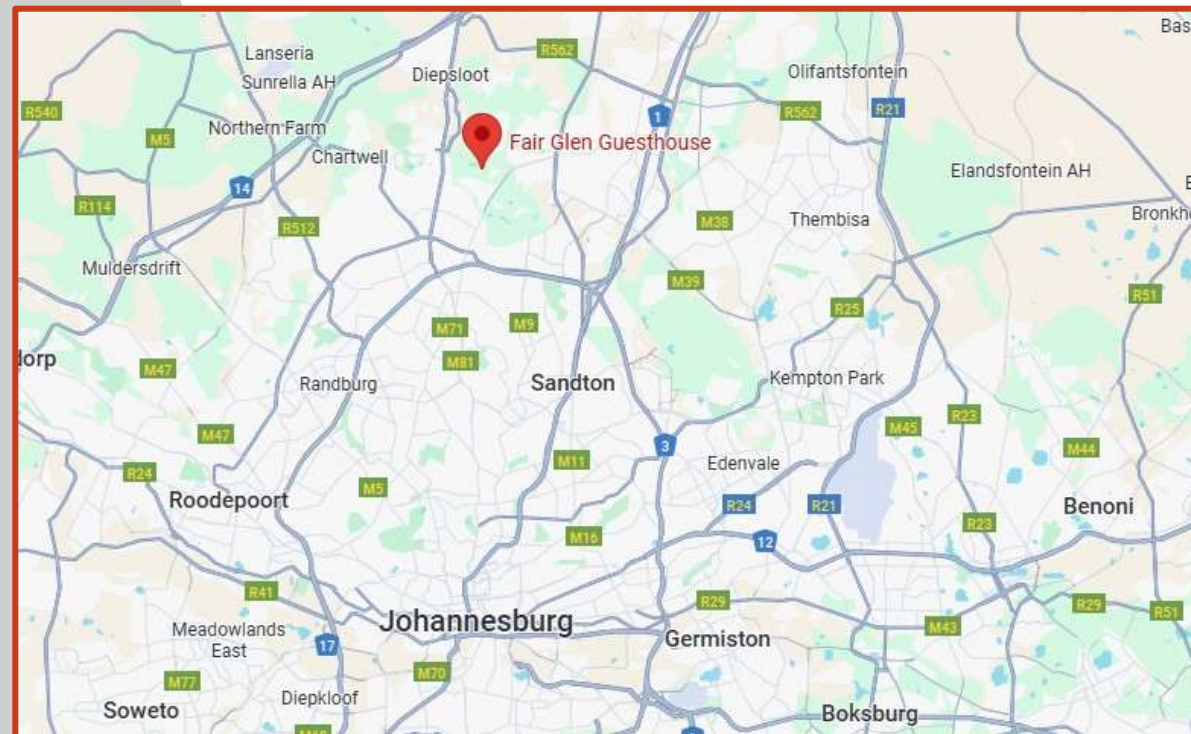 Bas
Lanseria
R562
Diepsloot
Sunrella AH
Olifantsfontein
R540
R562
R21
1
Northern Farm
M5
Fair Glen Guesthouse
Chartwell
14
Elandsfontein AH
R114
R512
M38
Thembisa
Bronkho
Muldersdrift
M39
R51
R25
M71
M9
dorp
M81
M47
Randburg
Sandton
Kempton Park
R23
M45
M47
3
M44
M11
Edenvale
R24
M5
Roodepoort
R24
R21
Benoni
R23
M16
12
R41
R29
R29
R51
Johannesburg
M43
Meadowlands
East
17
Germiston
M70
M77
Diepkloof
Soweto
Boksburg